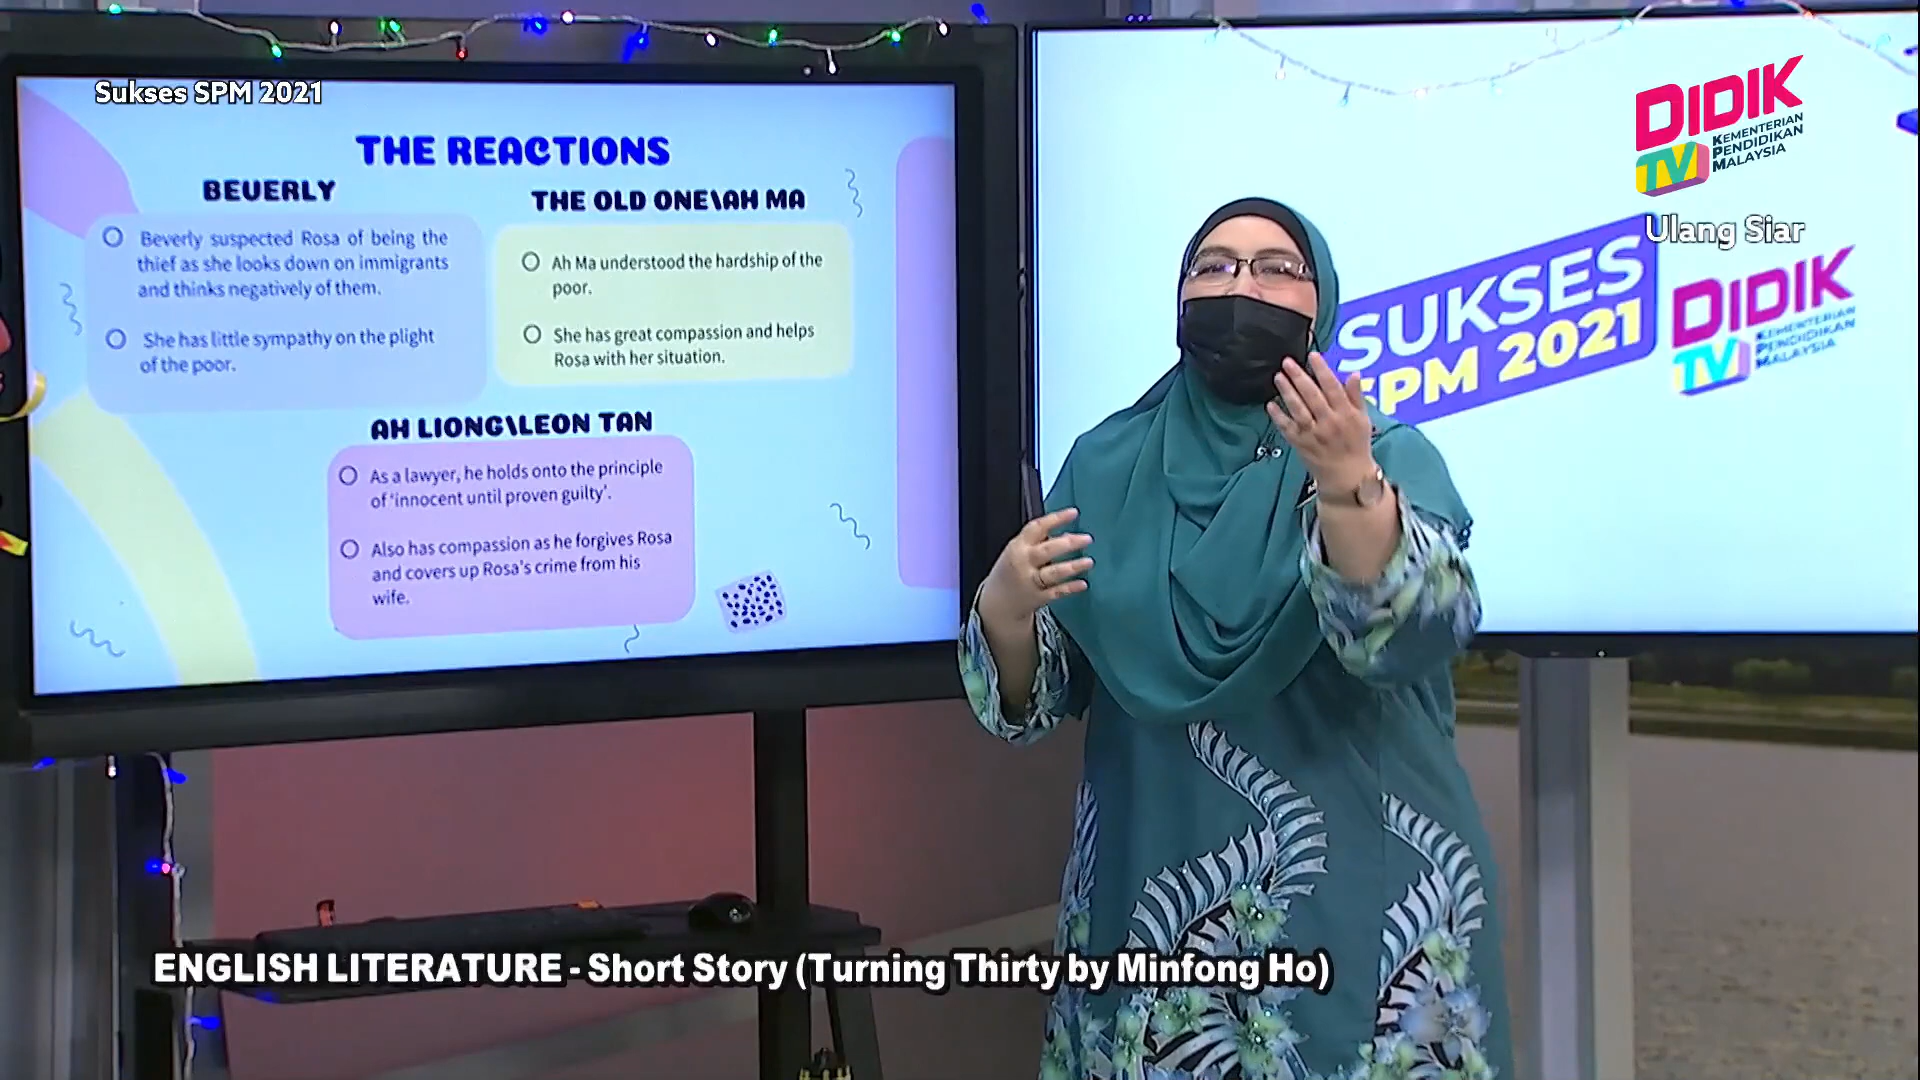 Sukses SPM 2021
THE REACTIONS
BEVERLY
Beverly suspected Rosa of being the
thief as she looks down on immigrants
and thinks negatively of them.
She has little sympathy on the plight
of the poor.
THE OLD ONE\AH MA
Ah Ma understood the hardship of the
poor.
She has great compassion and helps
Rosa with her situation.
AH LIONG\LEON TAN
As a lawyer, he holds onto the principle
of 'innocent until proven guilty'.
Also has compassion as he forgives Rosa
and covers up Rosa's crime from his
wife.
DIDIK
TV
KEMENTERIAN
PENDIDIKAN
MALAYSIA
Ulang Siar
SUKSES
SPM 2021
DIDIK
TV
KEMENTERIAN
PENDIDIKAN
MALAYSIA
ENGLISH LITERATURE - Short Story (Turning Thirty by Minfong Ho)